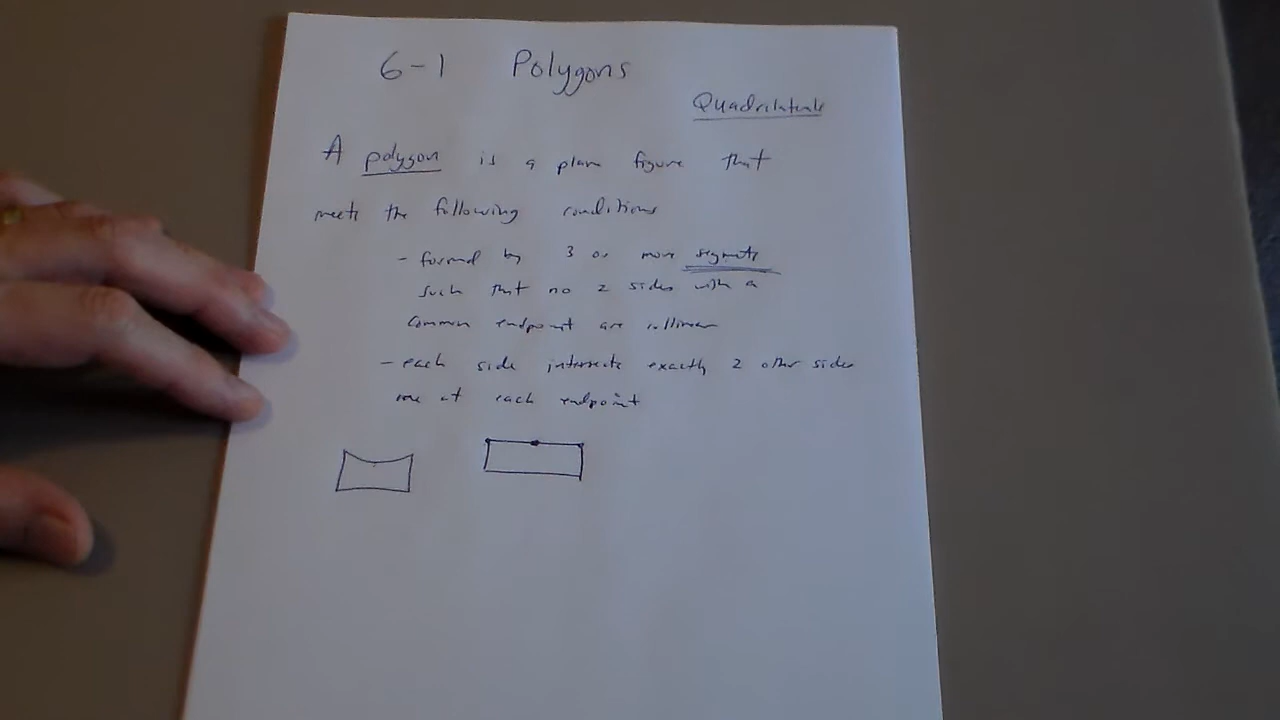 6-1 Polygons
Quadrilaterals
A polygon is a plane figure that
meets the following conditions
- formed by 3 or more segments
such that no 2 sides with a
common endpoint are collinear
- each side intersects exactly 2 other sides
one at each endpoint